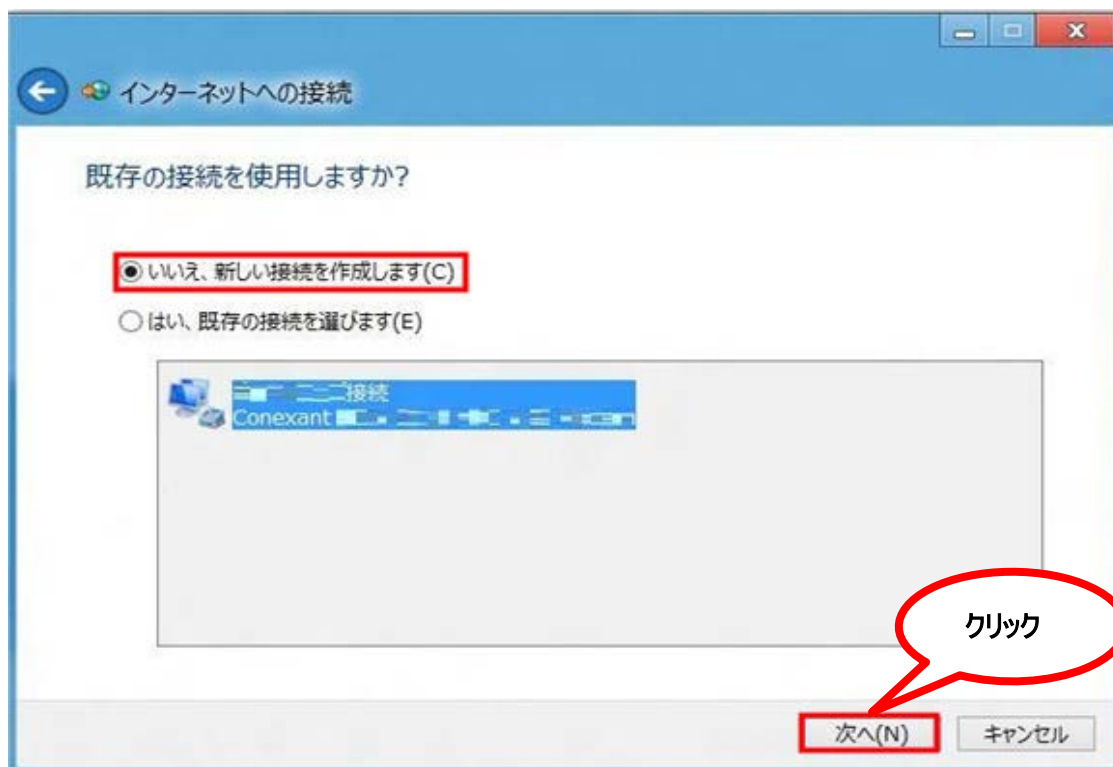 インターネットへの接続
既存の接続を使用しますか?
いいえ、新しい接続を作成します(C)
はい、既存の接続を選びます(E)
接続
Conexant
クリック
次へ(N)
キャンセル